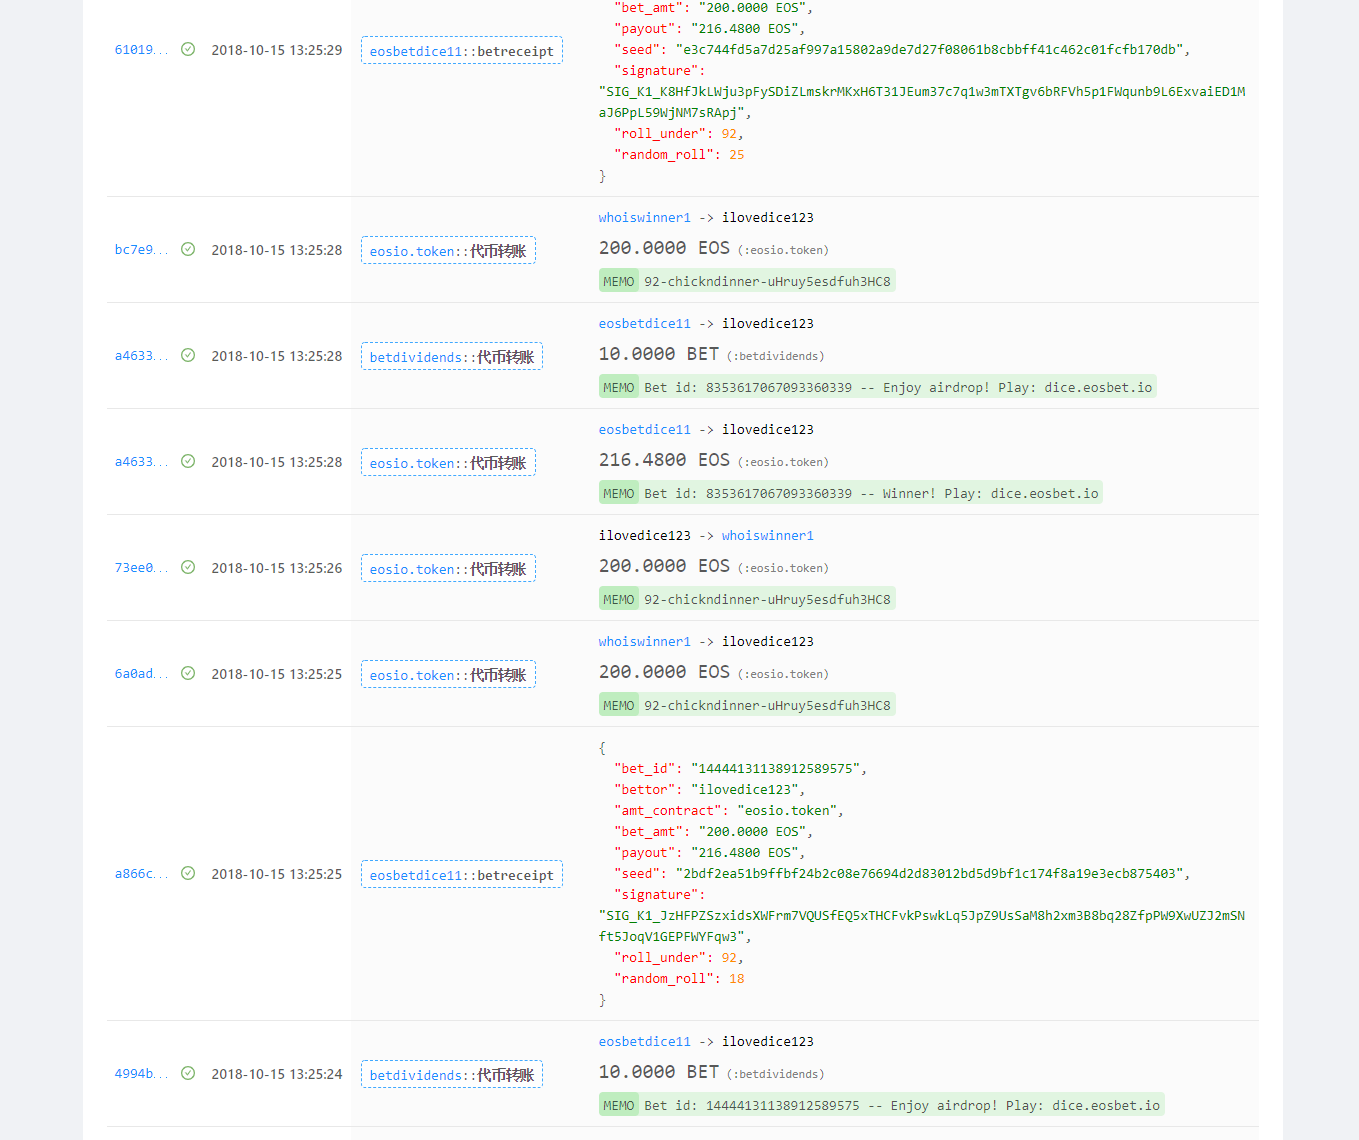 "bet_amt": "200.0000 EOS",
"payout": "216.4800 EOS",
61019... 2018-10-15 13:25:29 eosbetdice11::betreceipt
"seed": "e3c744fd5a7d25af997a15802a9de7d27f08061b8cbbff41c462c01fcfb170db",
"signature":
"SIG_K1_K8HfJkLWju3pFySDiZLmskrMKxH6T31JEum37c7q1w3mTXTgv6bRFVh5p1FWqunb9L6ExvaiED1M
aJ6PpL59WjNM7sRApj",
"roll_under": 92,
"random_roll": 25
}
whoiswinner1 -> ilovedice123
bc7e9... 2018-10-15 13:25:28 eosio.token::代币转账
200.0000 EOS (:eosio.token)
MEMO 92-chickndinner-uHruy5esdfuh3HC8
eosbetdice11 -> ilovedice123
a4633... 2018-10-15 13:25:28 betdividends::代币转账
10.0000 BET (:betdividends)
MEMO Bet id: 8353617067093360339 -- Enjoy airdrop! Play: dice.eosbet.io
eosbetdice11 -> ilovedice123
a4633... 2018-10-15 13:25:28 eosio.token::代币转账
216.4800 EOS (:eosio.token)
MEMO Bet id: 8353617067093360339 -- Winner! Play: dice.eosbet.io
ilovedice123 -> whoiswinner1
73ee0... 2018-10-15 13:25:26 eosio.token::代币转账
200.0000 EOS (:eosio.token)
MEMO 92-chickndinner-uHruy5esdfuh3HC8
whoiswinner1 -> ilovedice123
6a0ad... 2018-10-15 13:25:25 eosio.token::代币转账
200.0000 EOS (:eosio.token)
MEMO 92-chickndinner-uHruy5esdfuh3HC8
{
"bet_id": "14444131138912589575",
"bettor": "ilovedice123",
"amt_contract": "eosio.token",
"bet_amt": "200.0000 EOS",
"payout": "216.4800 EOS",
a866c... 2018-10-15 13:25:25 eosbetdice11::betreceipt
"seed": "2bdf2ea51b9ffbf24b2c08e76694d2d83012bd5d9bf1c174f8a19e3ecb875403",
"signature":
"SIG_K1_JzHFPZSzxidsXWFrm7VQUSfEQ5xTHCFvkPswkLq5JpZ9UsSaM8h2xm3B8bq28ZfpPW9XwUZJ2mSN
ft5JoqV1GEPFWYFqw3",
"roll_under": 92,
"random_roll": 18
}
eosbetdice11 -> ilovedice123
4994b... 2018-10-15 13:25:24 betdividends::代币转账
10.0000 BET (:betdividends)
MEMO Bet id: 14444131138912589575 -- Enjoy airdrop! Play: dice.eosbet.io